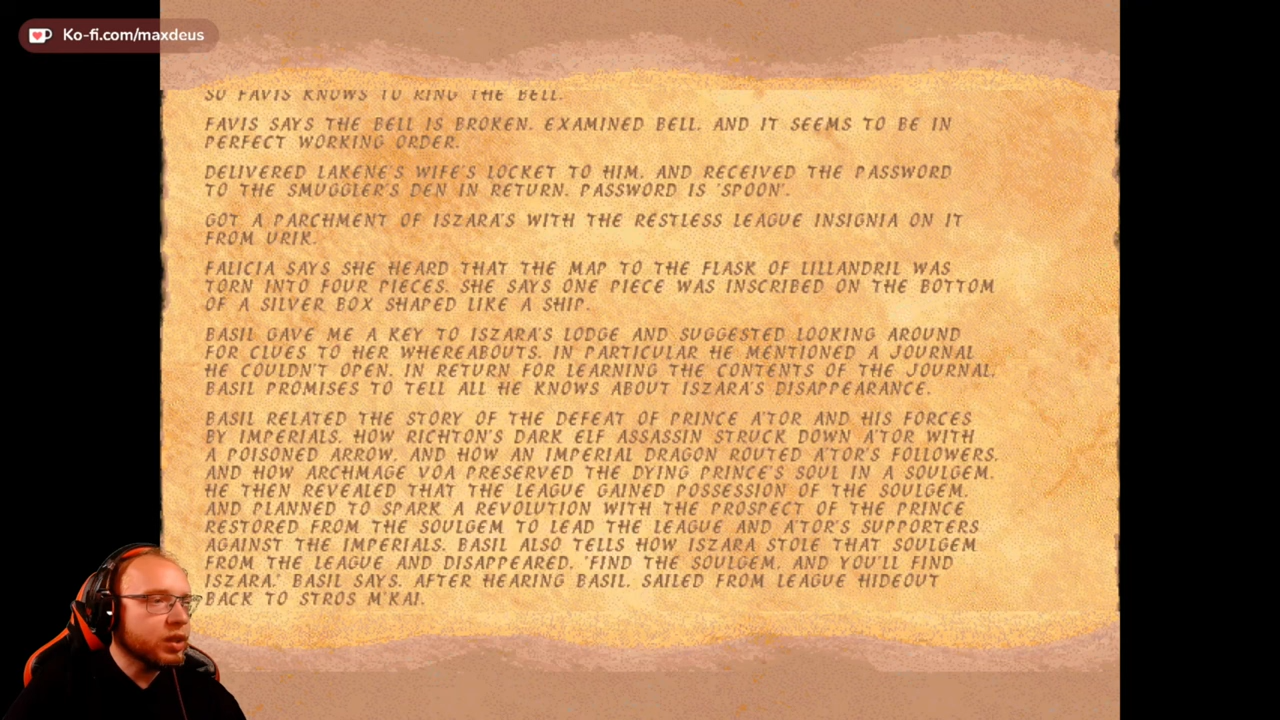 Ko-fi.com/maxdeus
SO FAVIS KNOWS TO RING THE BELL.
FAVIS SAYS THE BELL IS BROKEN. EXAMINED BELL, AND IT SEEMS TO BE IN
PERFECT WORKING ORDER.
DELIVERED LAKENE'S WIFE'S LOCKET TO HIM, AND RECEIVED THE PASSWORD
TO THE SMUGGLER'S DEN IN RETURN. PASSWORD IS 'SPOON'.
GOT A PARCHMENT OF ISZARA'S WITH THE RESTLESS LEAGUE INSIGNIA ON IT
FROM URIK.
FALICIA SAYS SHE HEARD THAT THE MAP TO THE FLASK OF LILLANDRIL WAS
TORN INTO FOUR PIECES. SHE SAYS ONE PIECE WAS INSCRIBED ON THE BOTTOM
OF A SILVER BOX SHAPED LIKE A SHIP.
BASIL GAVE ME A KEY TO ISZARA'S LODGE AND SUGGESTED LOOKING AROUND
FOR CLUES TO HER WHEREABOUTS. IN PARTICULAR HE MENTIONED A JOURNAL
HE COULDN'T OPEN. IN RETURN FOR LEARNING THE CONTENTS OF THE JOURNAL,
BASIL PROMISES TO TELL ALL HE KNOWS ABOUT ISZARA'S DISAPPEARANCE.
BASIL RELATED THE STORY OF THE DEFEAT OF PRINCE A'TOR AND HIS FORCES
BY IMPERIALS, HOW RICHTON'S DARK ELF ASSASSIN STRUCK DOWN A'TOR WITH
A POISONED ARROW, AND HOW AN IMPERIAL DRAGON ROUTED A'TOR'S FOLLOWERS,
AND HOW ARCHMAGE VOA PRESERVED THE DYING PRINCE'S SOUL IN A SOULGEM.
HE THEN REVEALED THAT THE LEAGUE GAINED POSSESSION OF THE SOULGEM,
AND PLANNED TO SPARK A REVOLUTION WITH THE PROSPECT OF THE PRINCE
RESTORED FROM THE SOULGEM TO LEAD THE LEAGUE AND A'TOR'S SUPPORTERS
AGAINST THE IMPERIALS. BASIL ALSO TELLS HOW ISZARA STOLE THAT SOULGEM
FROM THE LEAGUE AND DISAPPEARED. 'FIND THE SOULGEM, AND YOU'LL FIND
ISZARA,' BASIL SAYS. AFTER HEARING BASIL, SAILED FROM LEAGUE HIDEOUT
BACK TO STROS M'KAI.